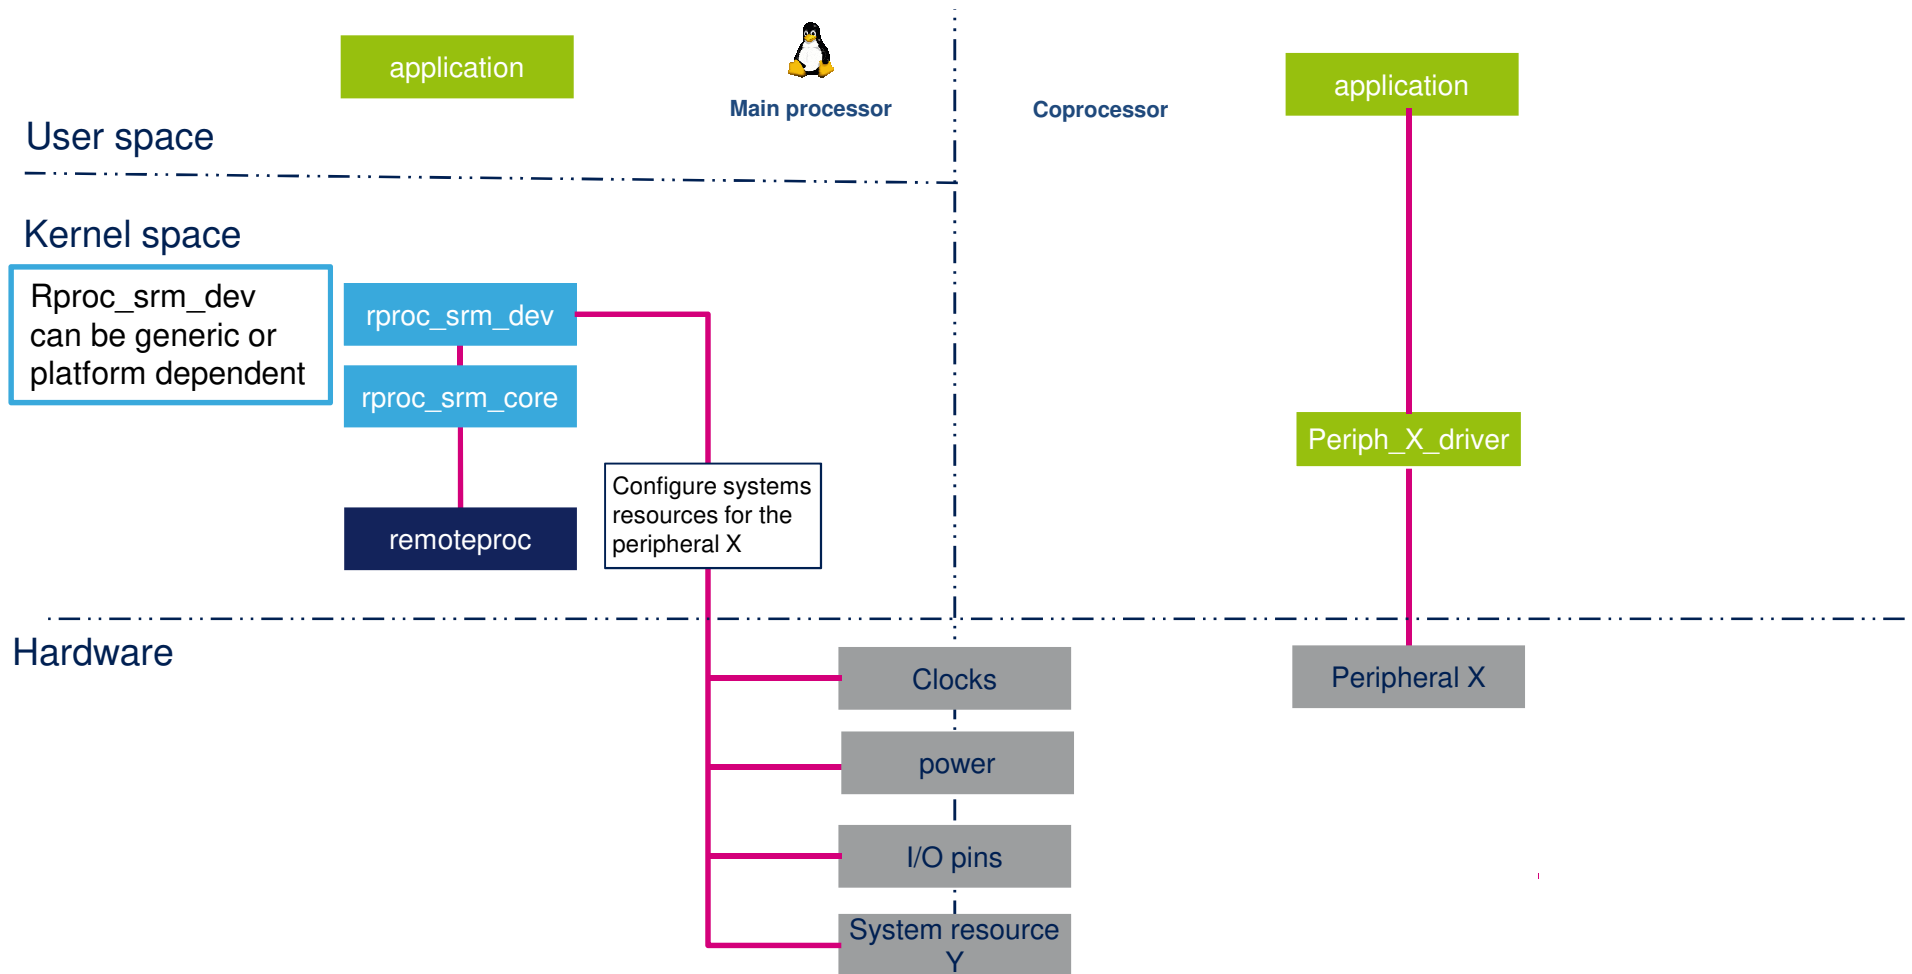 application
Main processor
Coprocessor
application
User space
Kernel space
Rproc_srm_dev
can be generic or
platform dependent
rproc_srm_dev
rproc_srm_core
Periph_X_driver
Configure systems
resources for the
peripheral X
remoteproc
Hardware
Clocks
Peripheral X
power
I/O pins
System resource
Y